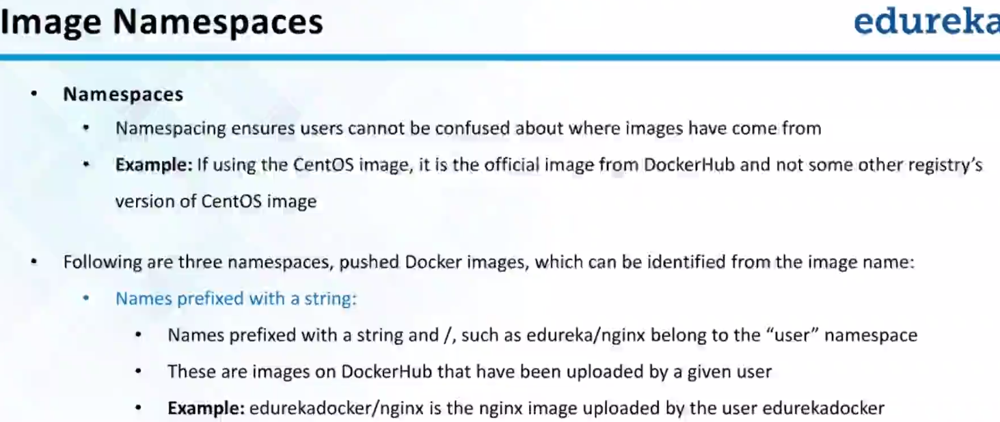 Image Namespaces
edureka
• Namespaces
• Namespacing ensures users cannot be confused about where images have come from
• Example: If using the CentOS image, it is the official image from DockerHub and not some other registry's
version of CentOS image
• Following are three namespaces, pushed Docker images, which can be identified from the image name:
• Names prefixed with a string:
• Names prefixed with a string and /, such as edureka/nginx belong to the “user” namespace
• These are images on DockerHub that have been uploaded by a given user
• Example: edurekadocker/nginx is the nginx image uploaded by the user edurekadocker